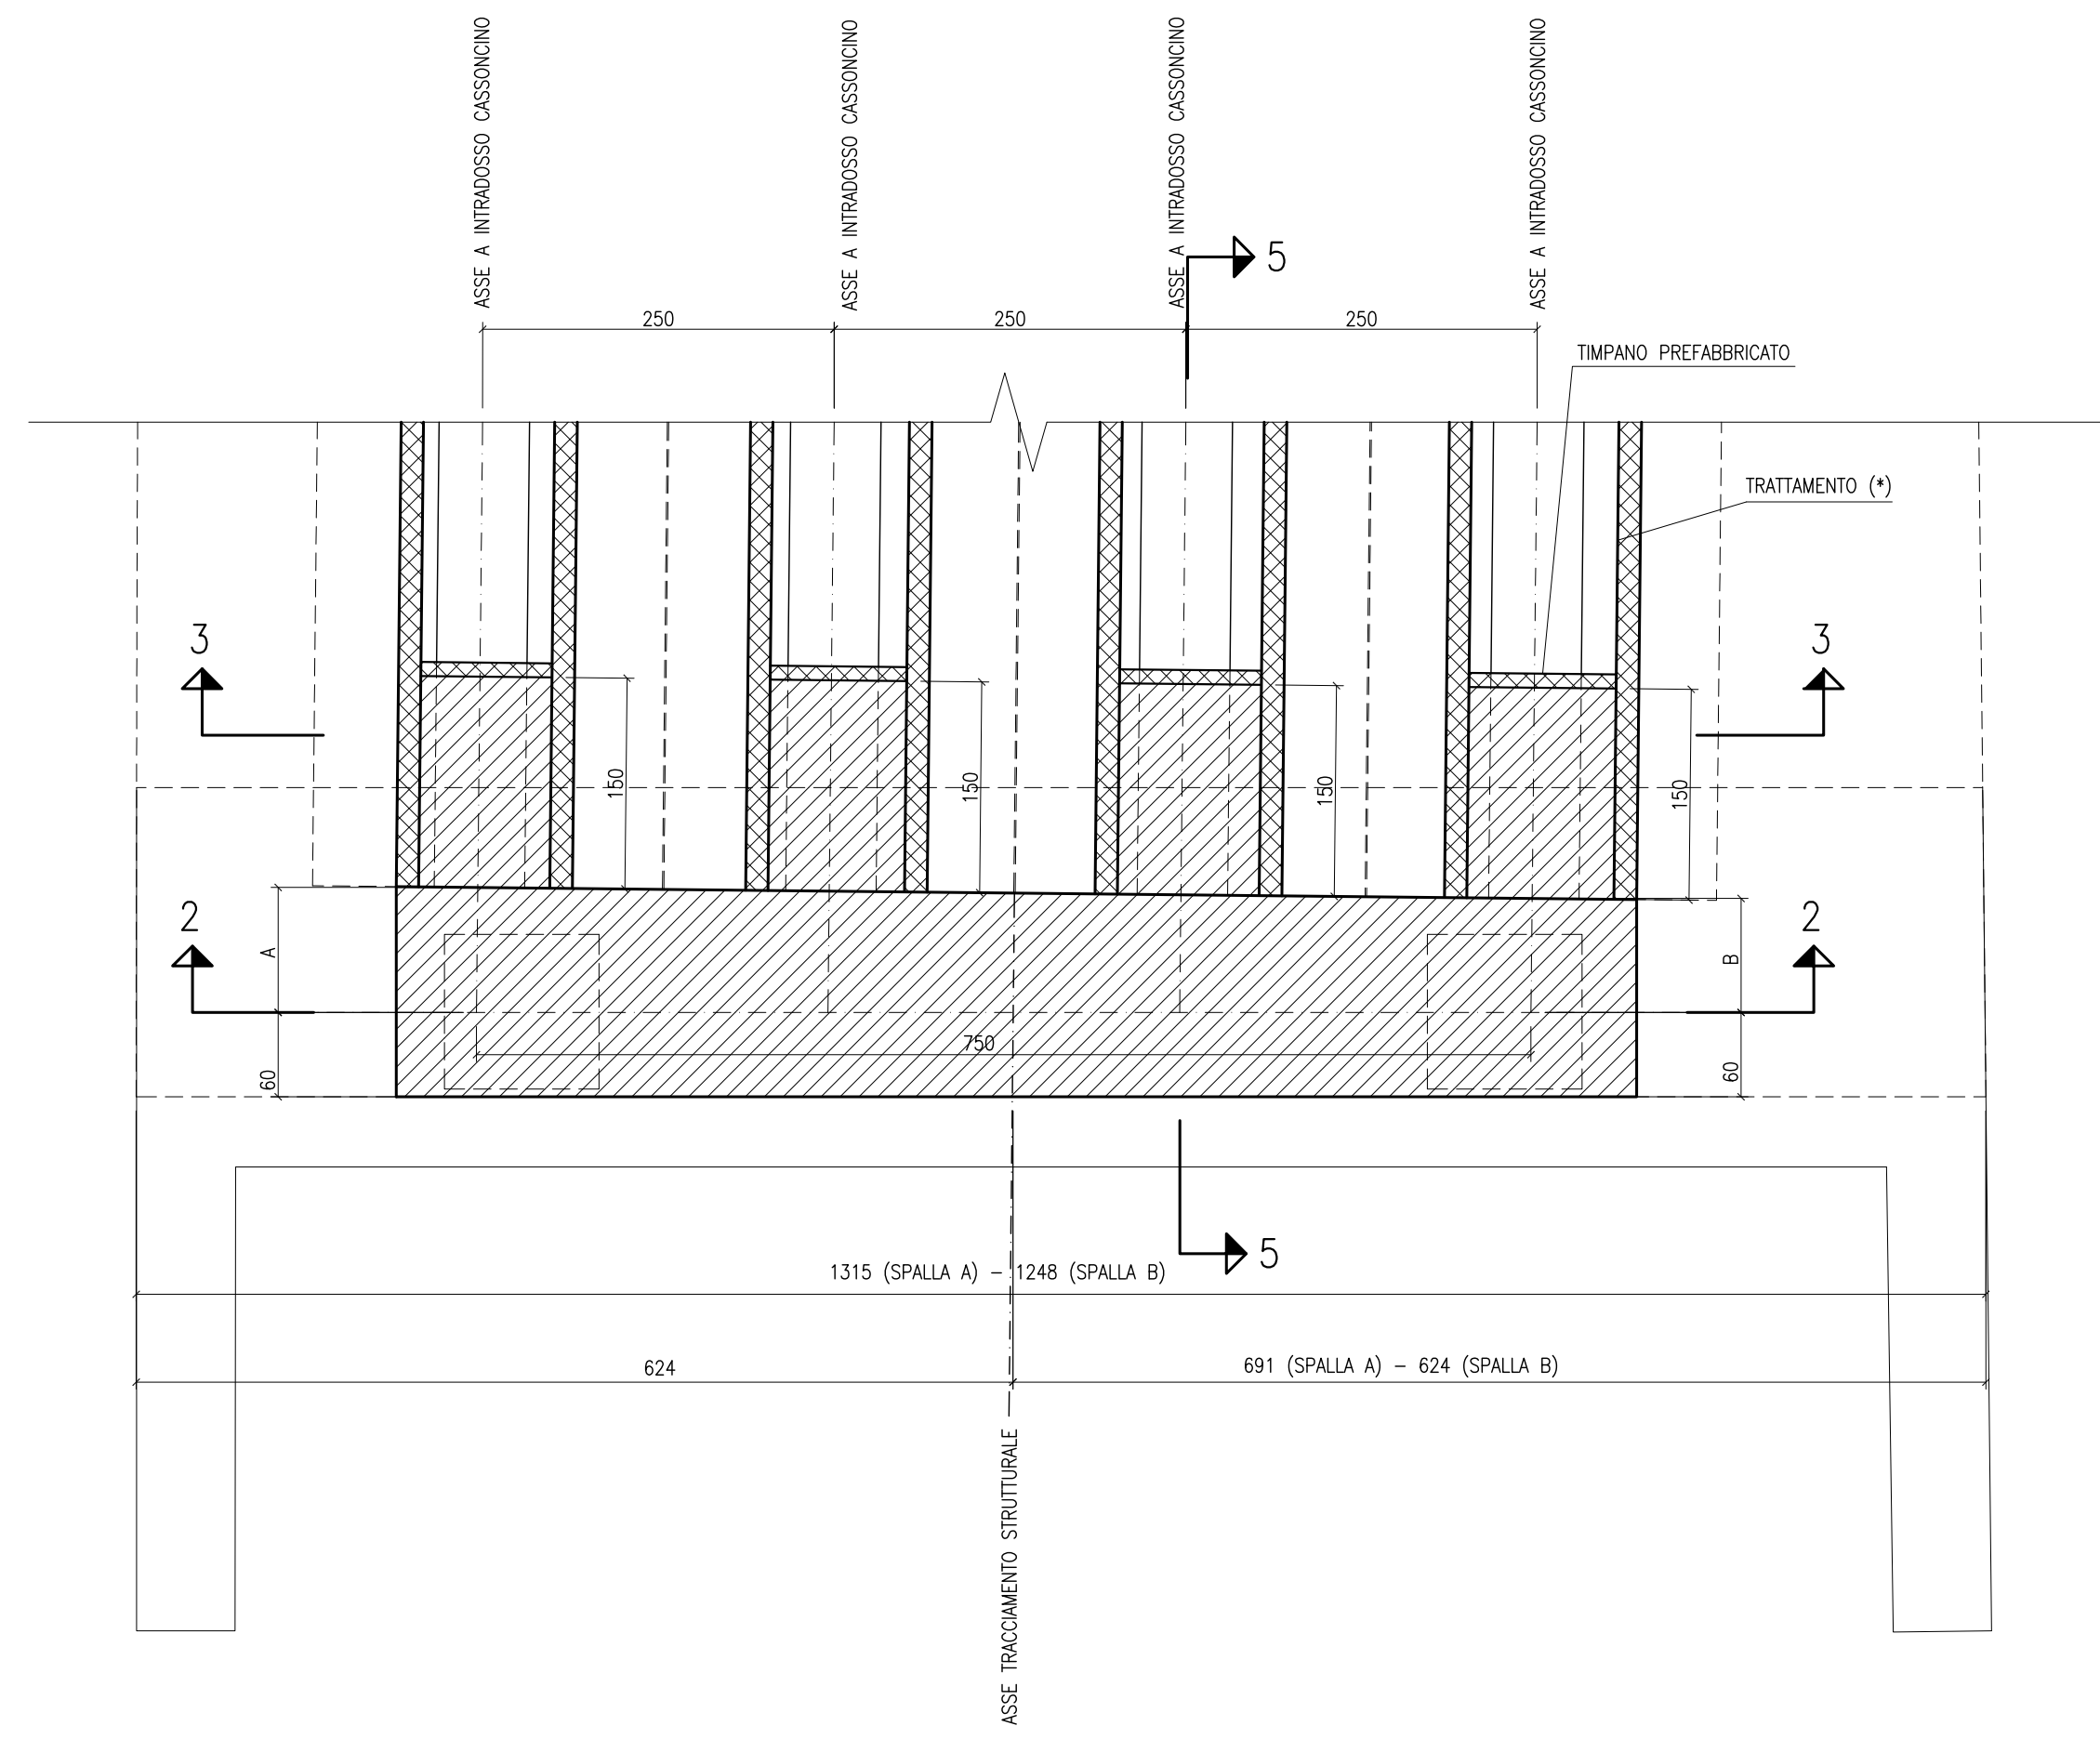 ASSE A INTRADOSSO CASSONCINO
ASSE A INTRADOSSO CASSONCINO
ASSE A INTRADOSSO CASSONCINO
ASSE A INTRADOSSO CASSONCINO
5
250
250
250
TIMPANO PREFABBRICATO
TRATTAMENTO (*)
3
3
150
150
150
150
2
2
A
B
750
60
60
5
1315 (SPALLA A) - 1248 (SPALLA B)
624
691 (SPALLA A) - 624 (SPALLA B)
ASSE TRACCIAMENTO STRUTTURALE